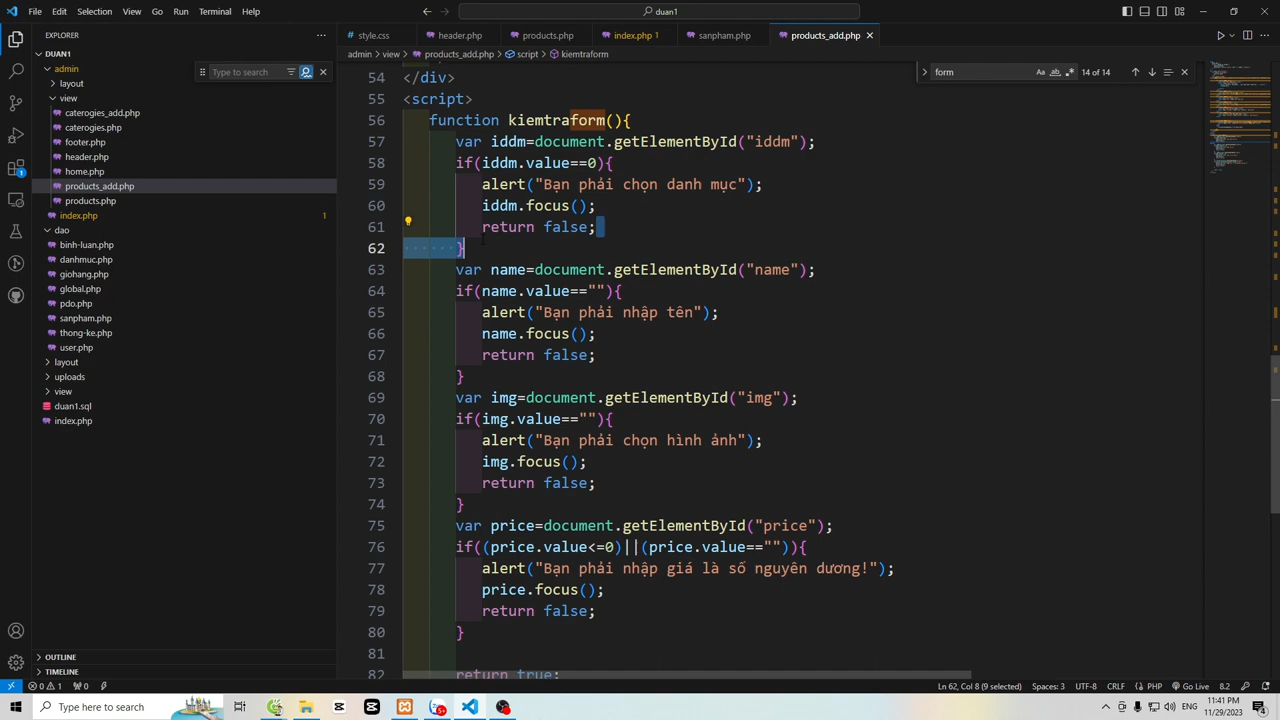 File Edit Selection View Go Run Terminal Help
duan1
EXPLORER
style.css
header.php
products.php
index.php 1
sanpham.php
products_add.php
DUAN1
admin > view > products_add.php > script > kiemtraform
admin
Type to search
form
14 of 14
layout
view
caterogies_add.php
caterogies.php
footer.php
header.php
home.php
products_add.php
products.php
index.php 1
dao
binh-luan.php
danhmuc.php
giohang.php
global.php
pdo.php
sanpham.php
thong-ke.php
user.php
layout
uploads
view
duan1.sql
index.php
OUTLINE
TIMELINE
54 </div>
55 <script>
56 function kiemtraform(){
57 var iddm=document.getElementById("iddm");
58 if(iddm.value==0){
59 alert("Bạn phải chọn danh mục");
60 iddm.focus();
61 return false;
62 }
63 var name=document.getElementById("name");
64 if(name.value==""){
65 alert("Bạn phải nhập tên");
66 name.focus();
67 return false;
68 }
69 var img=document.getElementById("img");
70 if(img.value==""){
71 alert("Bạn phải chọn hình ảnh");
72 img.focus();
73 return false;
74 }
75 var price=document.getElementById("price");
76 if((price.value<=0)||(price.value=="")){
77 alert("Bạn phải nhập giá là số nguyên dương!");
78 price.focus();
79 return false;
80 }
81
82 return true;
0 1 0 Ln 62, Col 8 (9 selected) Spaces: 3 UTF-8 CRLF PHP Go Live 8.2
Type here to search
ENG
11:41 PM
11/29/2023